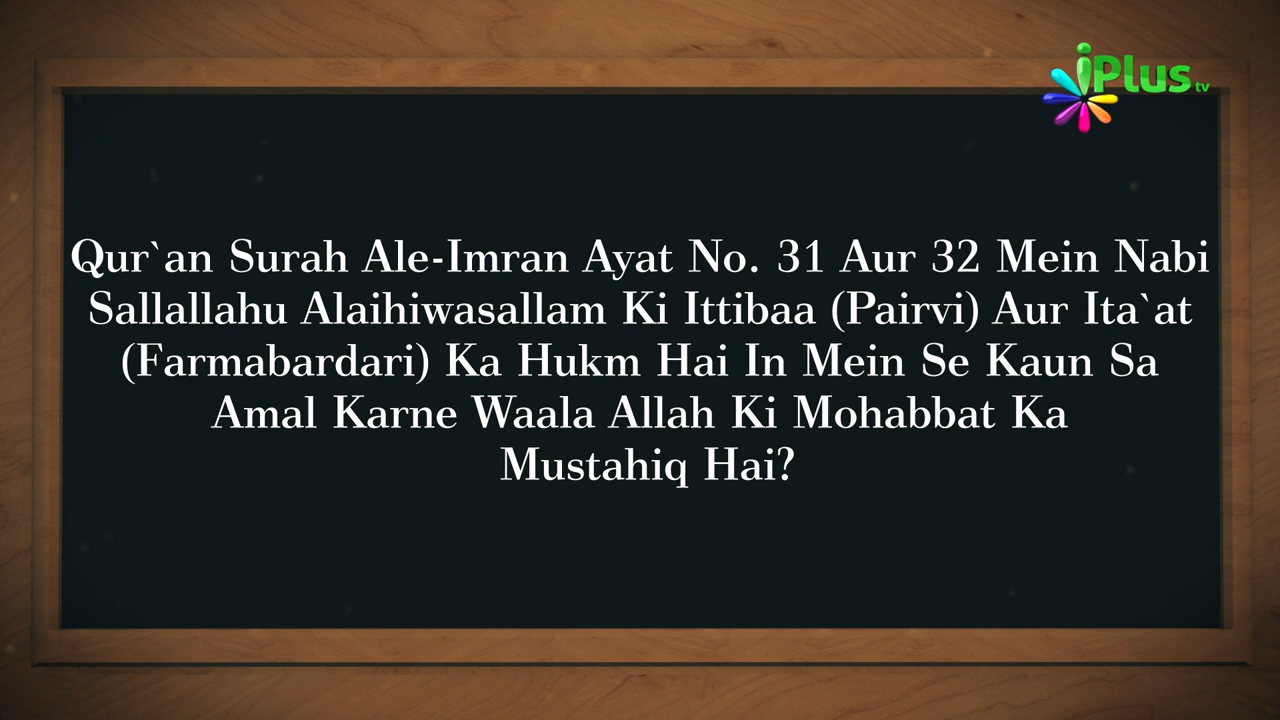 iPlus tv
Qur`an Surah Ale-Imran Ayat No. 31 Aur 32 Mein Nabi
Sallallahu Alaihiwasallam Ki Ittibaa (Pairvi) Aur Ita`at
(Farmabardari) Ka Hukm Hai In Mein Se Kaun Sa
Amal Karne Waala Allah Ki Mohabbat Ka
Mustahiq Hai?